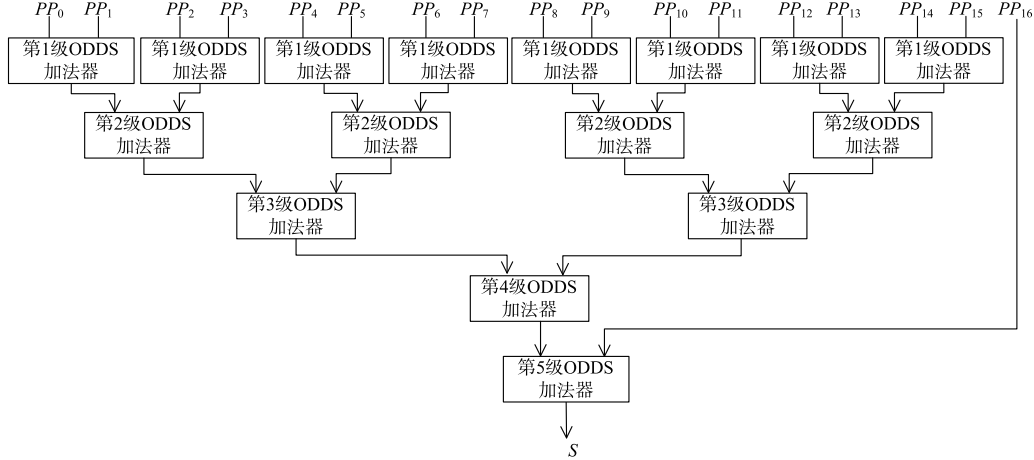 PP₀ PP₁ PP₂ PP₃ PP₄ PP₅ PP₆ PP₇ PP₈ PP₉ PP₁₀ PP₁₁ PP₁₂ PP₁₃ PP₁₄ PP₁₅ PP₁₆
第1级ODDS 第1级ODDS 第1级ODDS 第1级ODDS 第1级ODDS 第1级ODDS 第1级ODDS 第1级ODDS
加法器 加法器 加法器 加法器 加法器 加法器 加法器 加法器
第2级ODDS 第2级ODDS 第2级ODDS 第2级ODDS
加法器 加法器 加法器 加法器
第3级ODDS 第3级ODDS
加法器 加法器
第4级ODDS
加法器
第5级ODDS
加法器
S